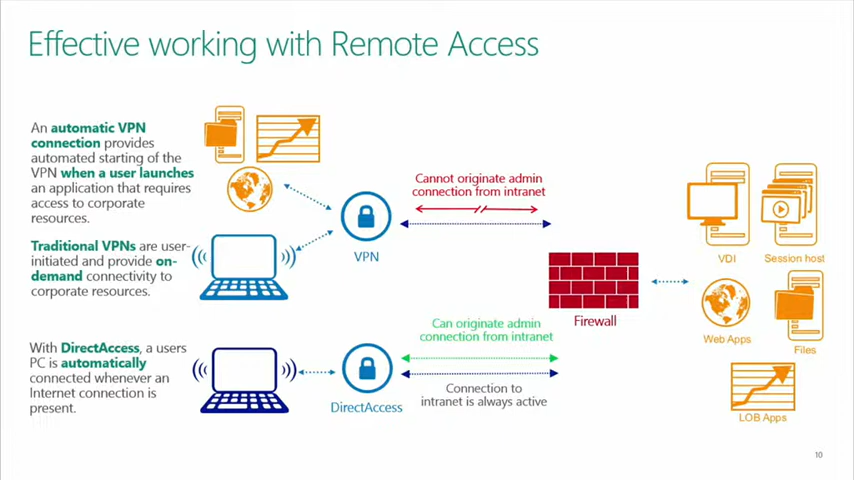 Effective working with Remote Access
An automatic VPN
connection provides
automated starting of the
VPN when a user launches
an application that requires
access to corporate
resources.
Traditional VPNs are user-
initiated and provide on-
demand connectivity to
corporate resources.
With DirectAccess, a users
PC is automatically
connected whenever an
Internet connection is
present.
VPN
DirectAccess
Cannot originate admin
connection from intranet
Can originate admin
connection from intranet
Connection to
intranet is always active
Firewall
VDI
Session host
Web Apps
Files
LOB Apps
10